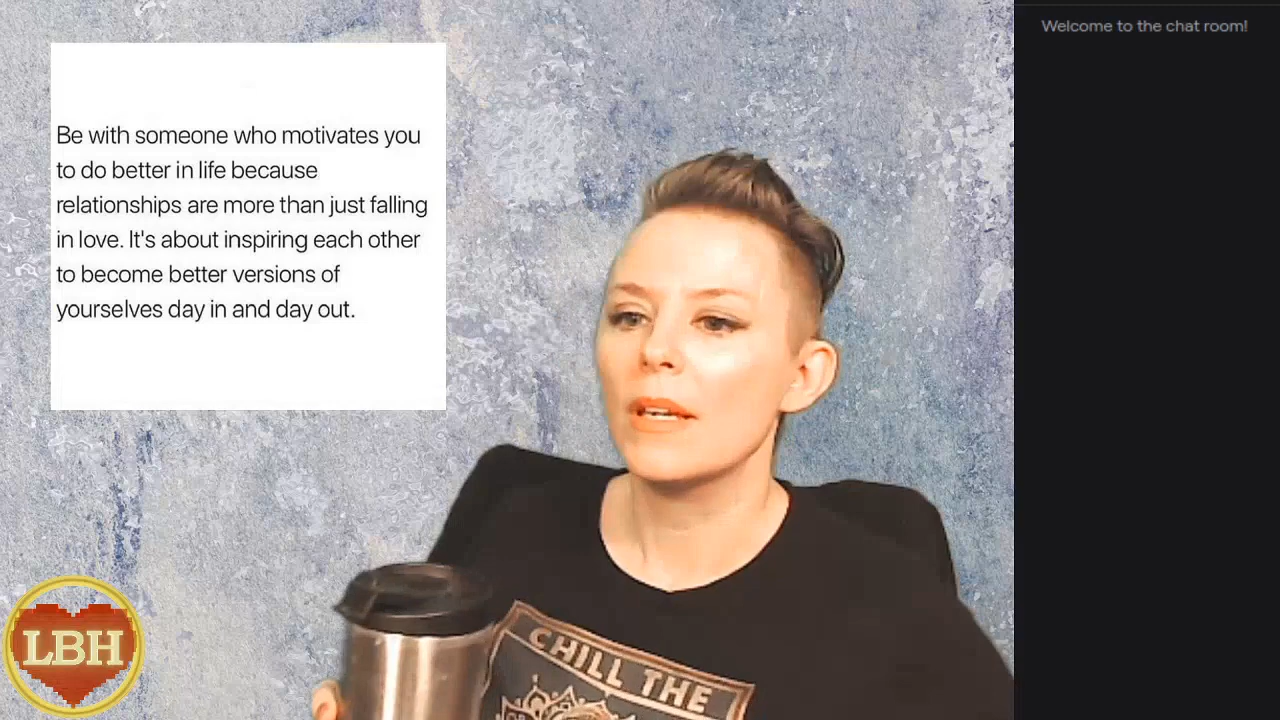 Be with someone who motivates you
to do better in life because
relationships are more than just falling
in love. It's about inspiring each other
to become better versions of
yourselves day in and day out.
Welcome to the chat room!
LBH
CHILL THE